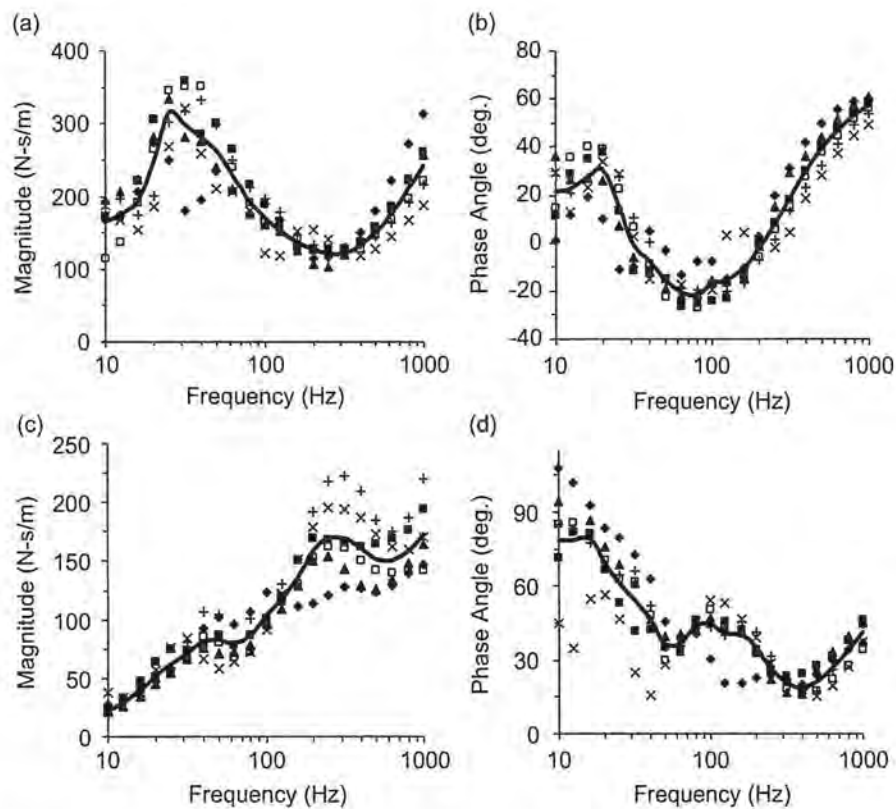 (a)
400
300
200
100
0
Magnitude (N-s/m)
10 100 1000
Frequency (Hz)
(b)
80
60
40
20
0
-20
-40
Phase Angle (deg.)
10 100 1000
Frequency (Hz)
(c)
250
200
150
100
50
0
Magnitude (N-s/m)
10 100 1000
Frequency (Hz)
(d)
90
60
30
0
Phase Angle (deg.)
10 100 1000
Frequency (Hz)